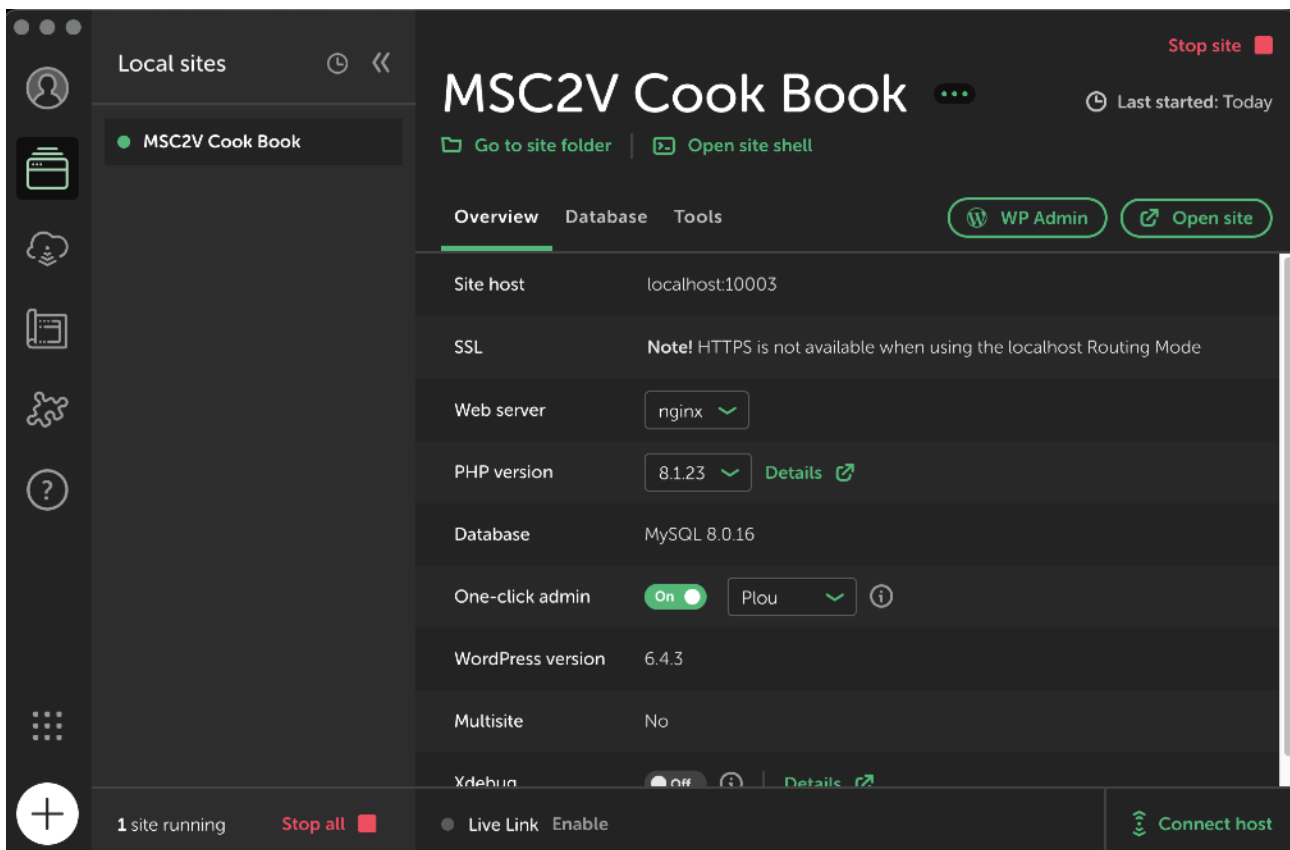 Local sites
MSC2V Cook Book
1 site running
Stop all
Stop site
MSC2V Cook Book
Last started: Today
Go to site folder
Open site shell
Overview Database Tools
WP Admin
Open site
Site host localhost:10003
SSL Note! HTTPS is not available when using the localhost Routing Mode
Web server nginx
PHP version 8.1.23 Details
Database MySQL 8.0.16
One-click admin On Plou
WordPress version 6.4.3
Multisite No
Xdebug Off Details
Live Link Enable
Connect host